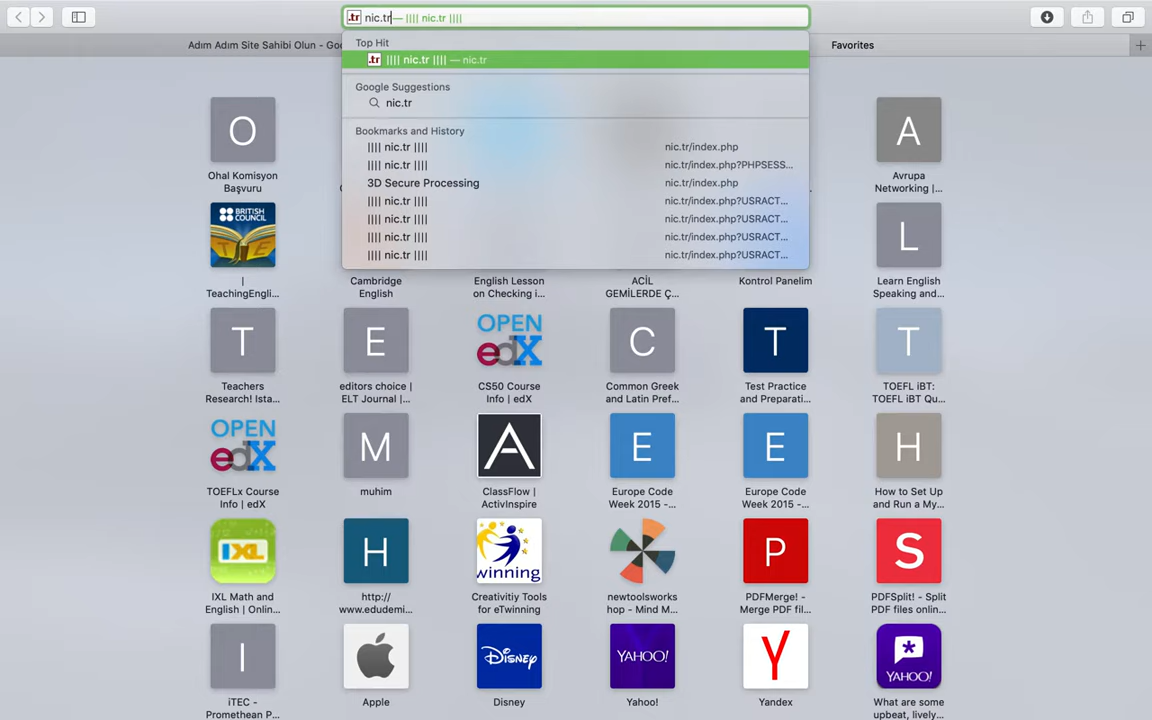 .tr nic.tr — |||| nic.tr ||||
Adım Adım Site Sahibi Olun - Go
Favorites
Top Hit
.tr |||| nic.tr |||| — nic.tr
Google Suggestions
nic.tr
Bookmarks and History
|||| nic.tr |||| nic.tr/index.php
|||| nic.tr |||| nic.tr/index.php?PHPSESS...
3D Secure Processing nic.tr/index.php
|||| nic.tr |||| nic.tr/index.php?USRACT...
|||| nic.tr |||| nic.tr/index.php?USRACT...
|||| nic.tr |||| nic.tr/index.php?USRACT...
|||| nic.tr |||| nic.tr/index.php?USRACT...
O
A
Ohal Komisyon
Başvuru
Avrupa
Networking |...
BRITISH
COUNCIL
T E
L
|
TeachingEngli...
Cambridge
English
English Lesson
on Checking i...
ACİL
GEMİLERDE Ç...
Kontrol Panelim
Learn English
Speaking and...
T
E
OPEN
edX
C
T
T
Teachers
Research! Ista...
editors choice |
ELT Journal |...
CS50 Course
Info | edX
Common Greek
and Latin Pref...
Test Practice
and Preparati...
TOEFL iBT:
TOEFL iBT Qu...
OPEN
edX
M
A
E
E
H
TOEFLx Course
Info | edX
muhim
ClassFlow |
ActivInspire
Europe Code
Week 2015 -...
Europe Code
Week 2015 -...
How to Set Up
and Run a My...
IXL
H
winning
P
S
IXL Math and
English | Onlin...
http://
www.edudemi...
Creativitiy Tools
for eTwinning
newtoolsworks
hop - Mind M...
PDFMerge! -
Merge PDF fil...
PDFSplit! - Split
PDF files onlin...
I
Disney
YAHOO!
Y
*
YAHOO!
iTEC -
Promethean P...
Apple
Disney
Yahoo!
Yandex
What are some
upbeat, lively...